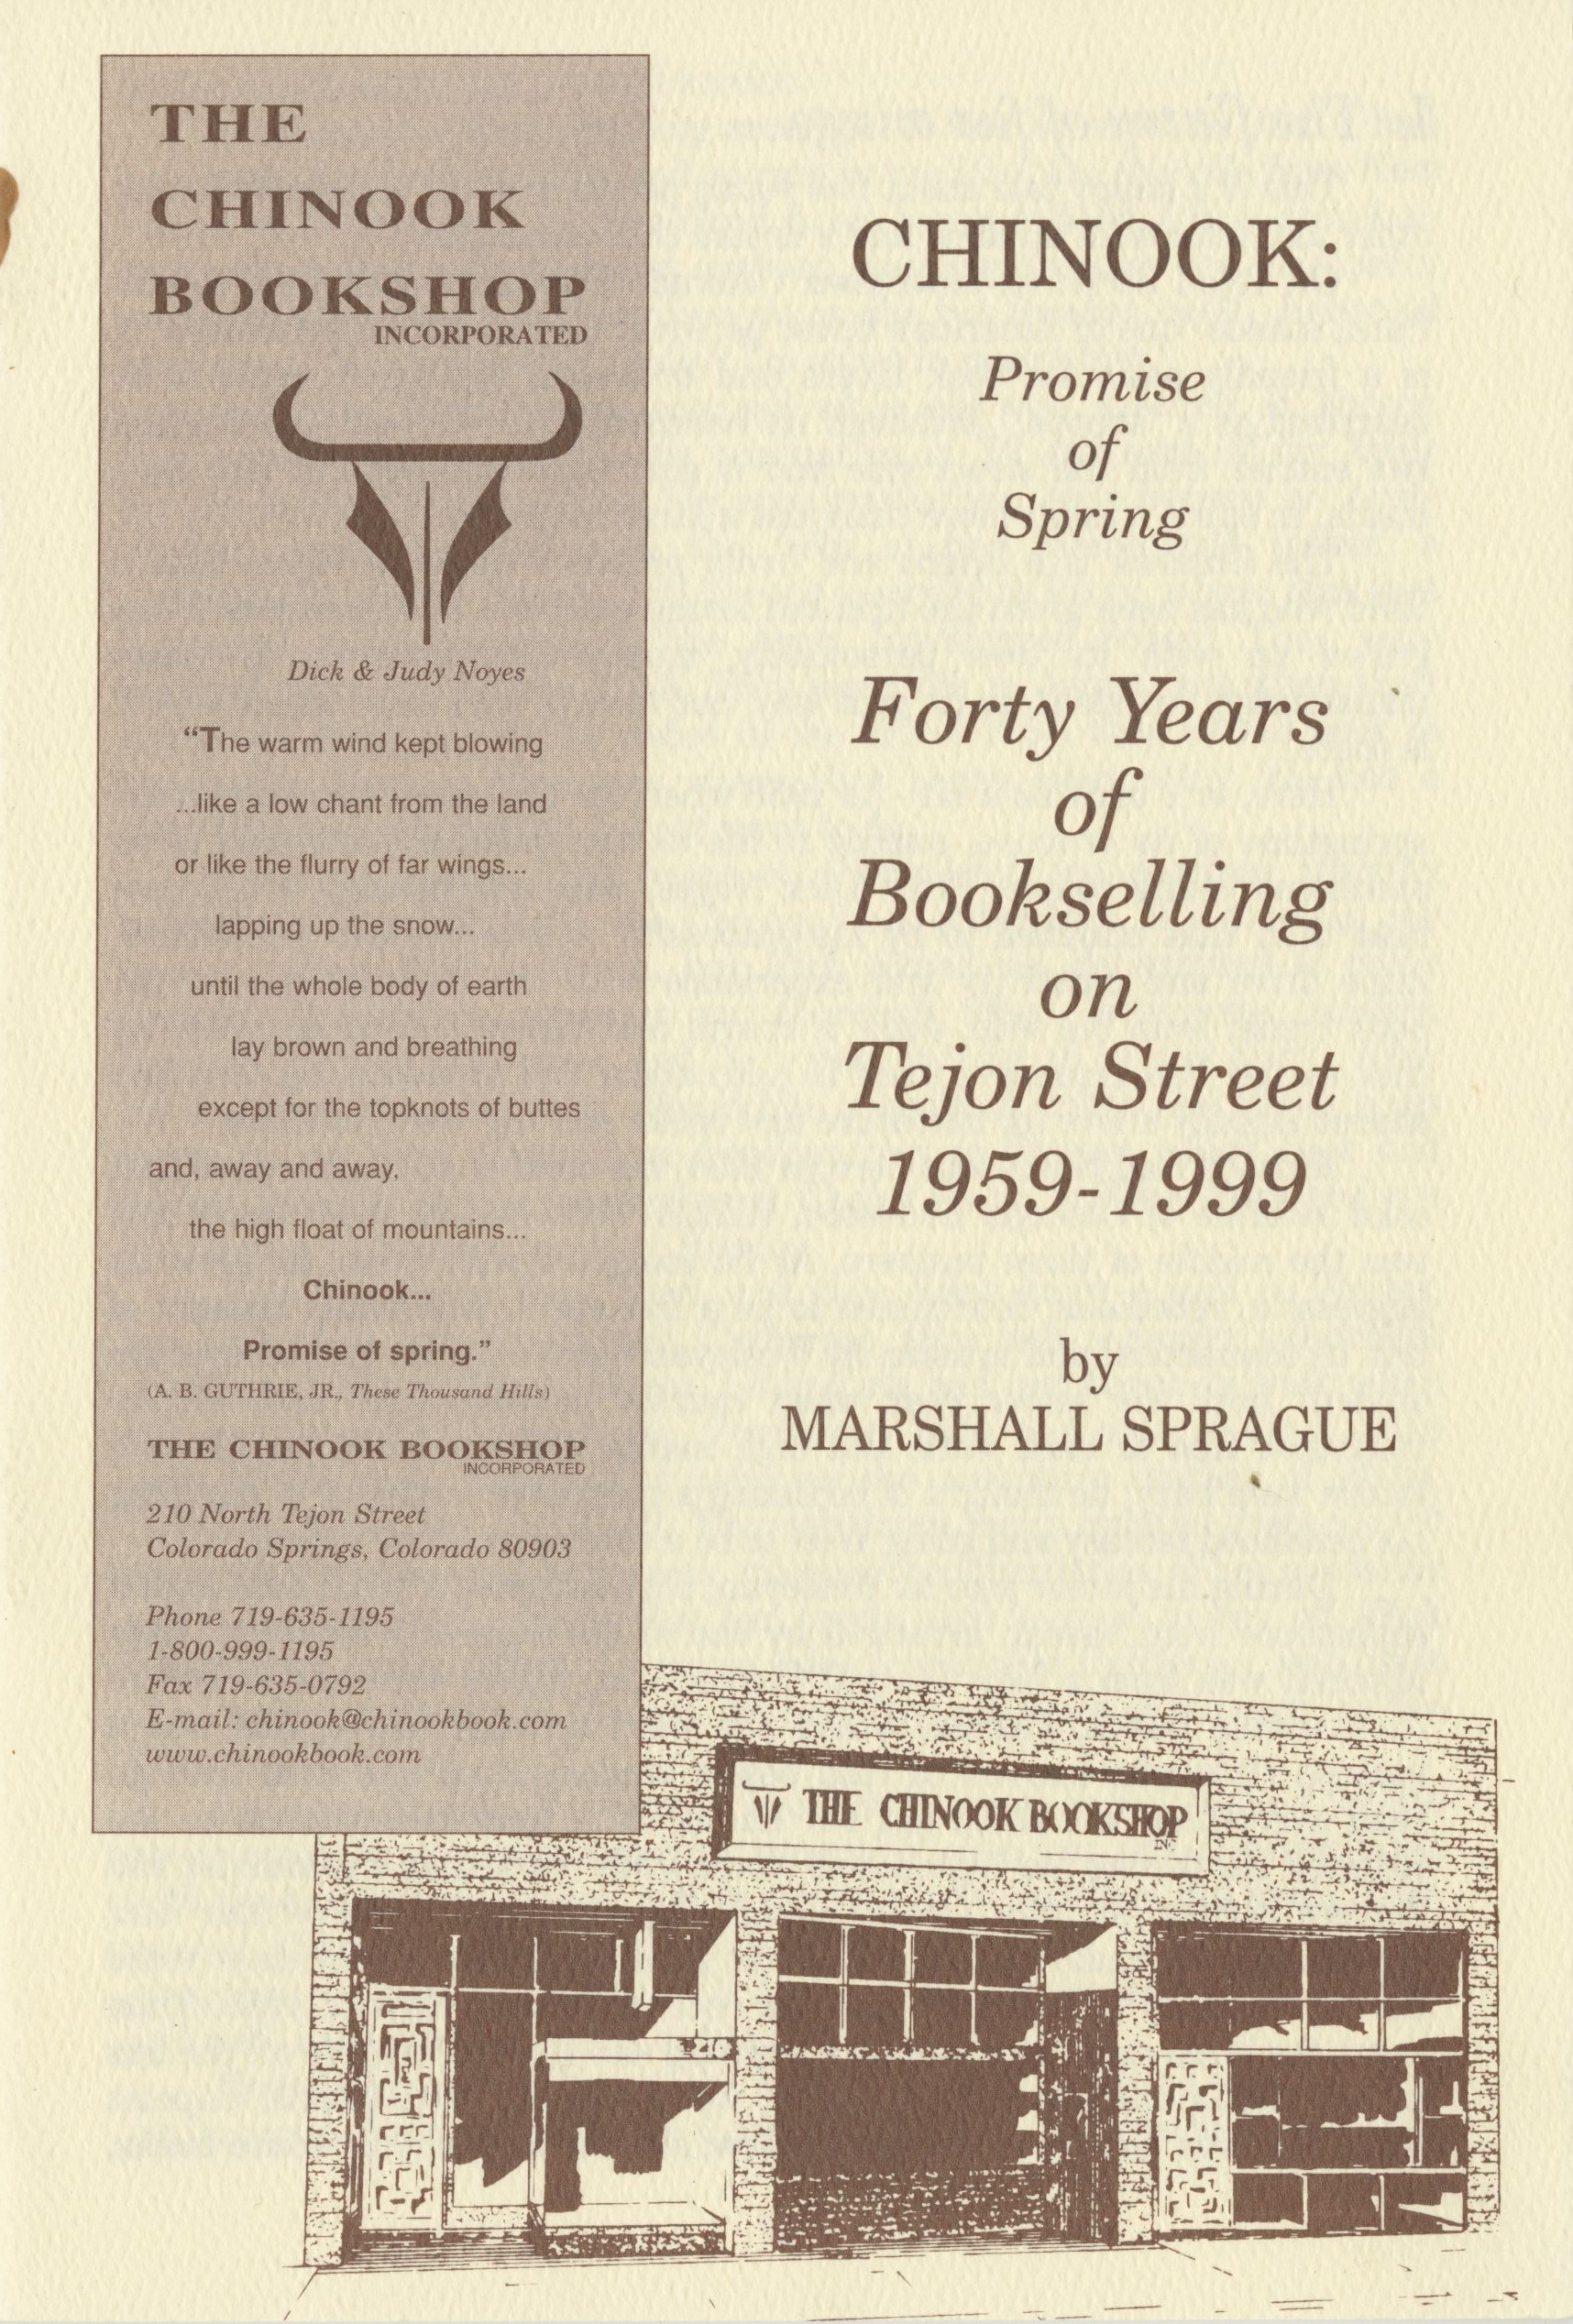 THE
CHINOOK
BOOKSHOP
INCORPORATED
Dick & Judy Noyes
“The warm wind kept blowing
...like a low chant from the land
or like the flurry of far wings...
lapping up the snow...
until the whole body of earth
lay brown and breathing
except for the topknots of buttes
and, away and away.
the high float of mountains...
Chinook...
Promise of spring.”
(A. B. GUTHRIE, JR., These Thousand Hills)
THE CHINOOK BOOKSHOP
INCORPORATED
210 North Tejon Street
Colorado Springs, Colorado 80903
Phone 719-635-1195
1-800-999-1195
Fax 719-635-0792
E-mail: chinook@chinookbook.com
www.chinookbook.com
CHINOOK:
Promise
of
Spring
Forty Years
of
Bookselling
on
Tejon Street
1959-1999
by
MARSHALL SPRAGUE
THE CHINOOK BOOKSHOP
INC
210